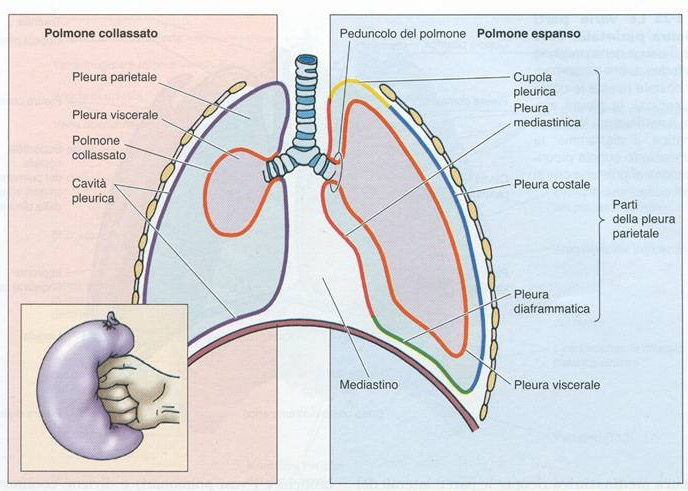 Polmone collassato
Peduncolo del polmone
Polmone espanso
Pleura parietale
Pleura viscerale
Polmone
collassato
Cavità
pleurica
Cupola
pleurica
Pleura
mediastinica
Pleura costale
Parti
della pleura
parietale
Pleura
diaframmatica
Mediastino
Pleura viscerale